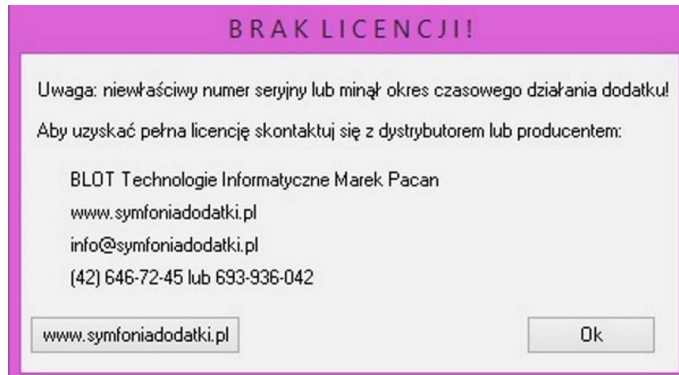 BRAK LICENCJI!
Uwaga: niewłaściwy numer seryjny lub minął okres czasowego działania dodatku!
Aby uzyskać pełna licencję skontaktuj się z dystrybutorem lub producentem:
BLOT Technologie Informatyczne Marek Pacan
www.symfoniadodatki.pl
info@symfoniadodatki.pl
(42) 646-72-45 lub 693-936-042
www.symfoniadodatki.pl
Ok